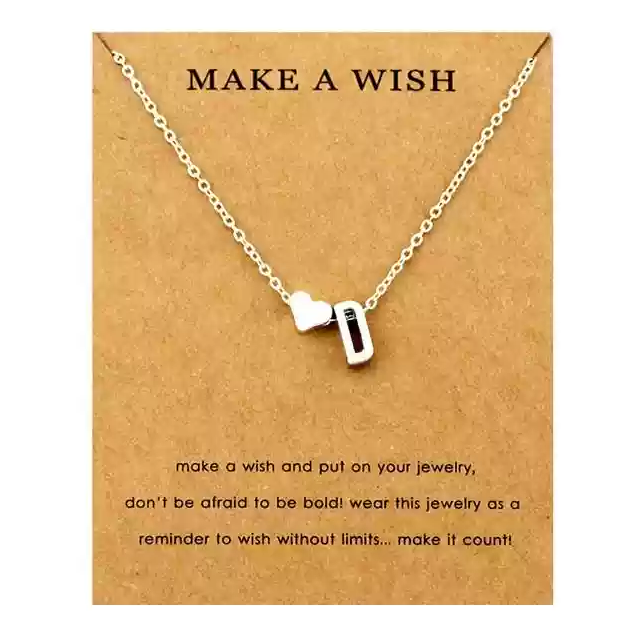 MAKE A WISH
make a wish and put on your jewelry,
don't be afraid to be bold! wear this jewelry as a
reminder to wish without limits... make it count!